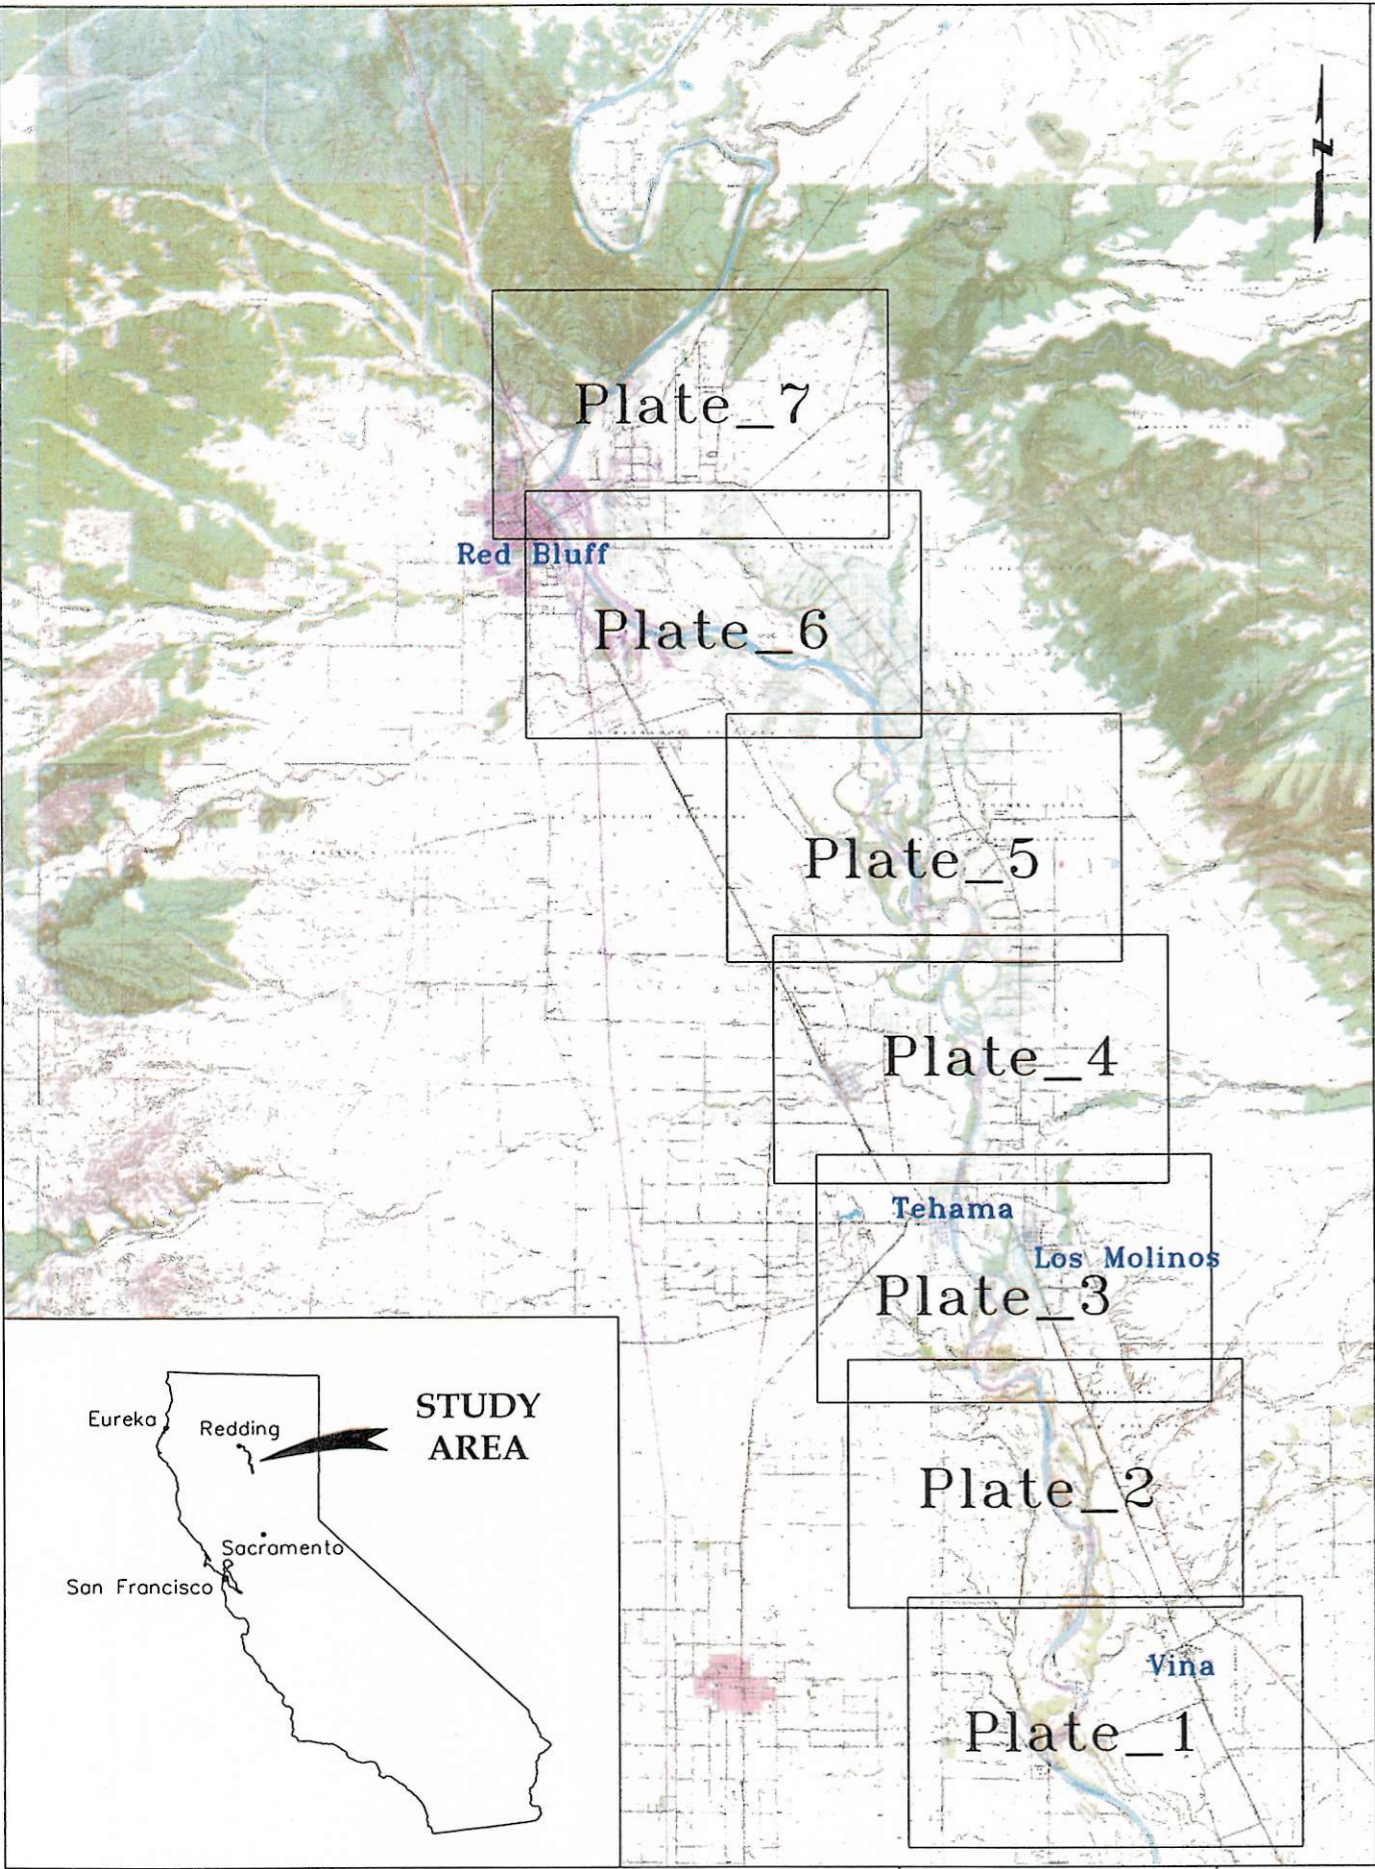 N
Plate_7
Red Bluff
Plate_6
Plate_5
Plate_4
Tehama
Los Molinos
Plate_3
Plate_2
Vina
Plate_1
STUDY
AREA
Eureka
Redding
Sacramento
San Francisco